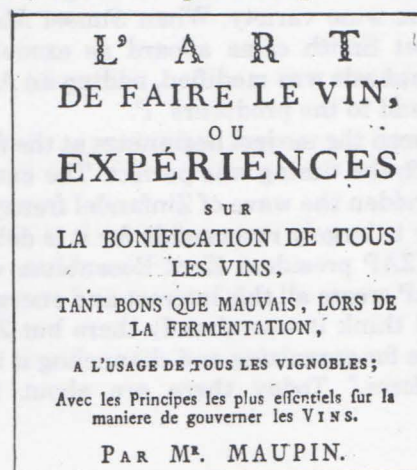 L'ART
DE FAIRE LE VIN,
OU
EXPÉRIENCES
SUR
LA BONIFICATION DE TOUS
LES VINS,
TANT BONS QUE MAUVAIS, LORS DE
LA FERMENTATION,
A L'USAGE DE TOUS LES VIGNOBLES;
Avec les Principes les plus eſſentiels ſur la
maniere de gouverner les VINS.
PAR MR. MAUPIN.